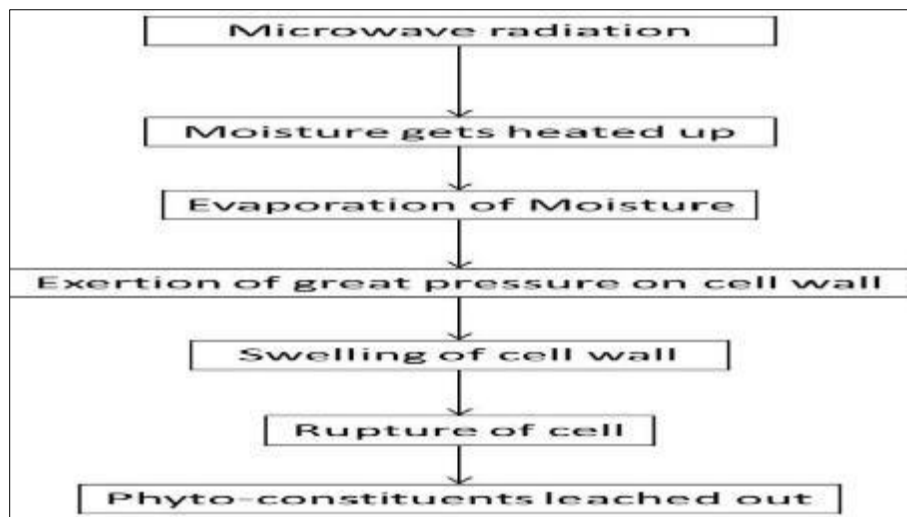 Microwave radiation
Moisture gets heated up
Evaporation of Moisture
Exertion of great pressure on cell wall
Swelling of cell wall
Rupture of cell
Phyto-constituents leached out